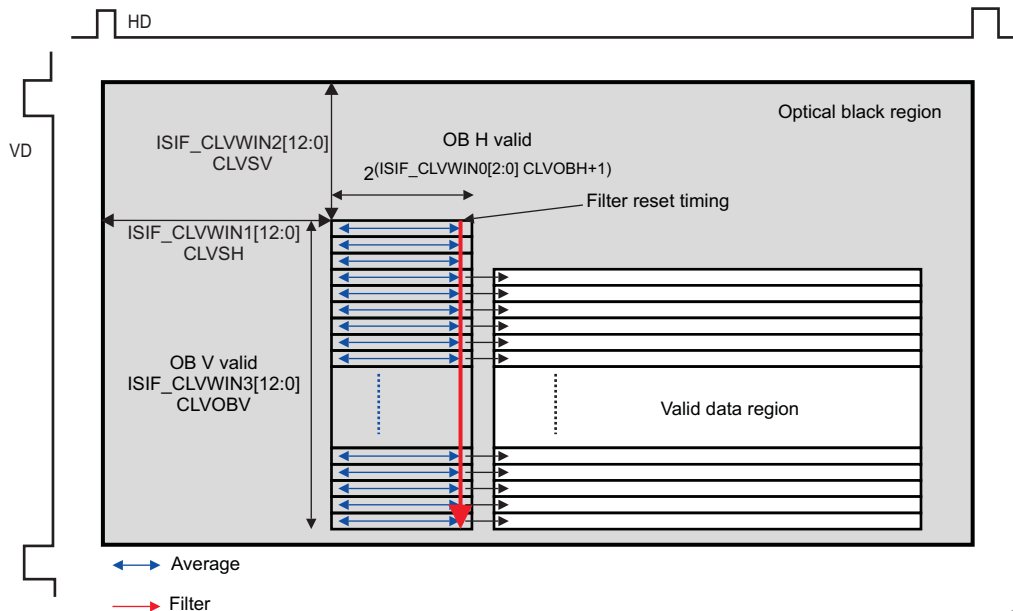 HD
VD
Optical black region
ISIF_CLVWIN2[12:0]
CLVSV
OB H valid
2(ISIF_CLVWIN0[2:0] CLVOBH+1)
Filter reset timing
ISIF_CLVWIN1[12:0]
CLVSH
OB V valid
ISIF_CLVWIN3[12:0]
CLVOBV
Valid data region
Average
Filter